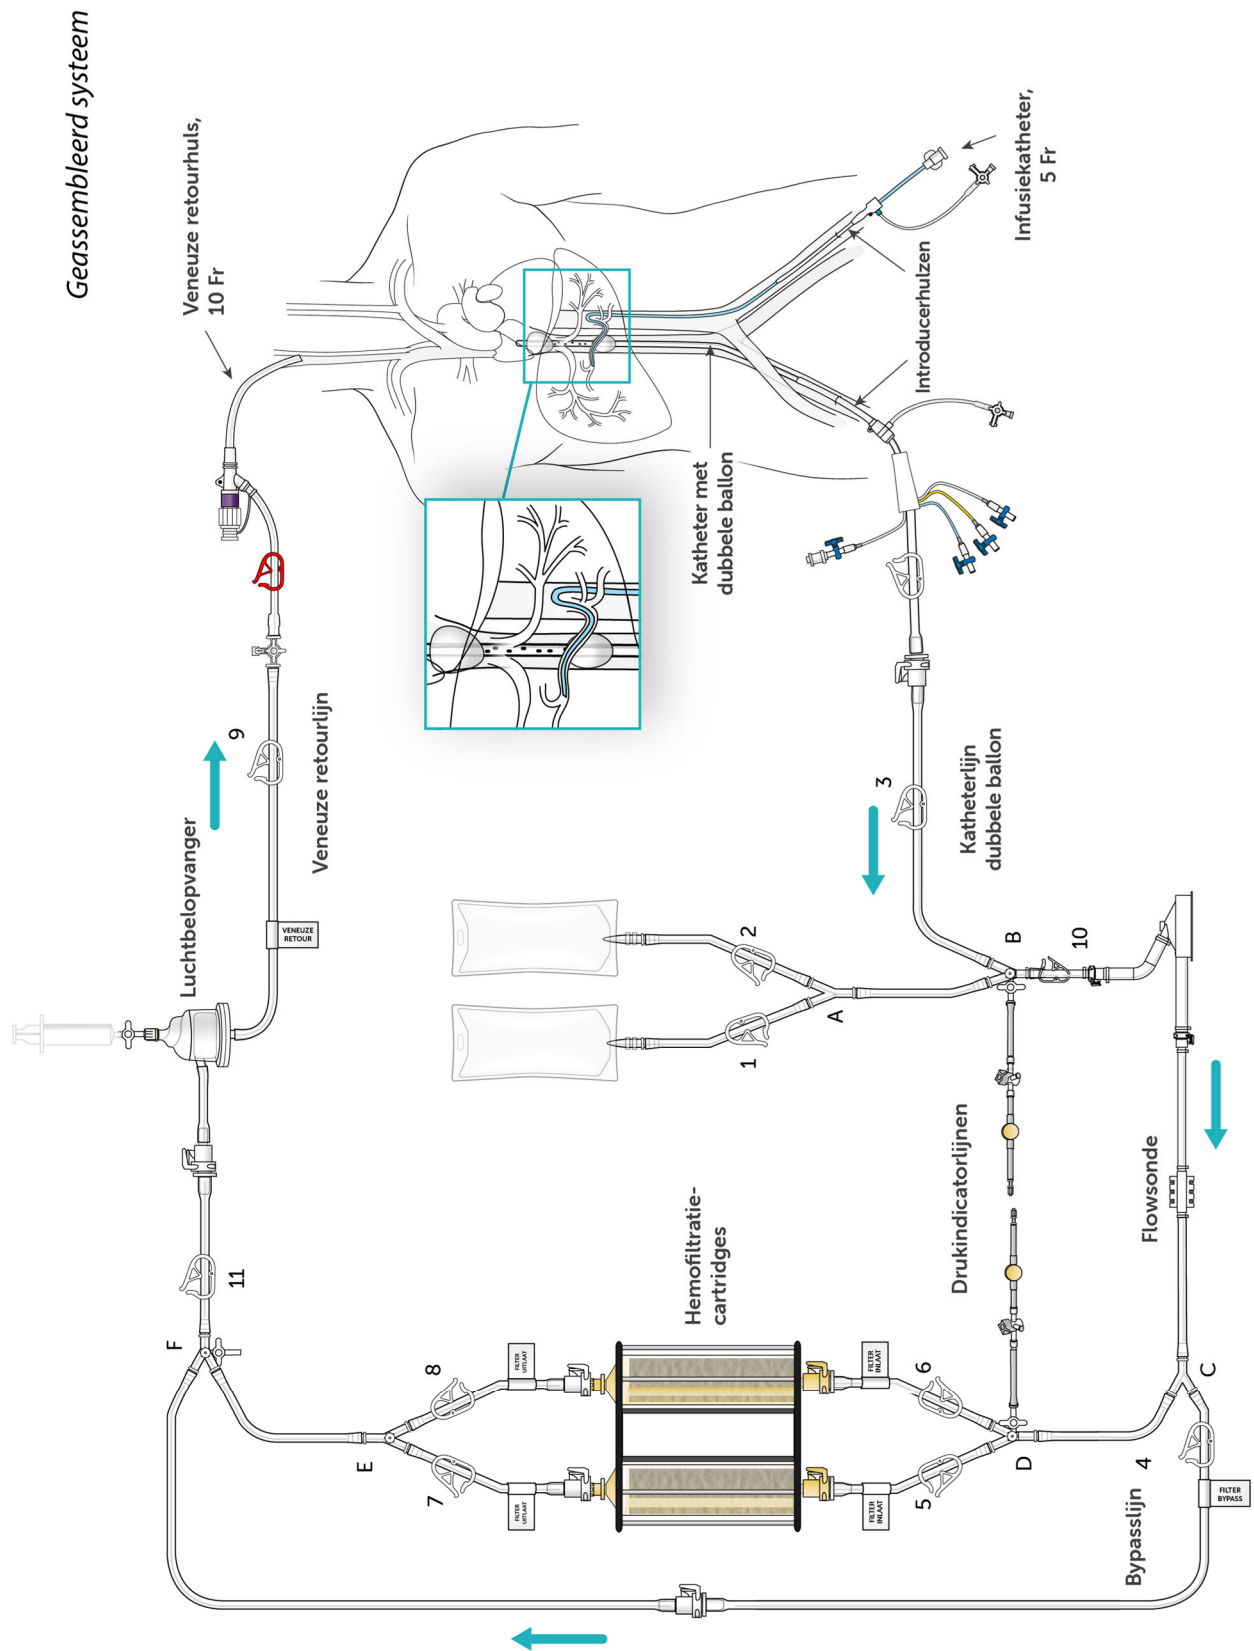 Geassembleerd systeem
Veneuze retourhuls,
10 Fr
Infusiekatheter,
5 Fr
Introducerhulzen
Katheter met
dubbele ballon
Luchtbelopvanger
VENEUZE
RETOUR
9
Veneuze retourlijn
3
Katheterlijn
dubbele ballon
1
2
A
B
10
Drukindicatorlijnen
Flowsonde
11
F
Hemofiltratie-
cartridges
E
7
8
FILTER
UITLAAT
FILTER
UITLAAT
FILTER
INLAAT
FILTER
INLAAT
5
6
D
C
4
FILTER
BYPASS
Bypasslijn